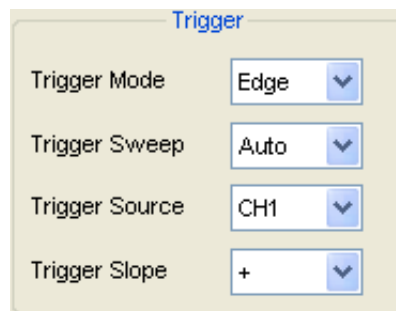 Trigger
Trigger Mode Edge
Trigger Sweep Auto
Trigger Source CH1
Trigger Slope +